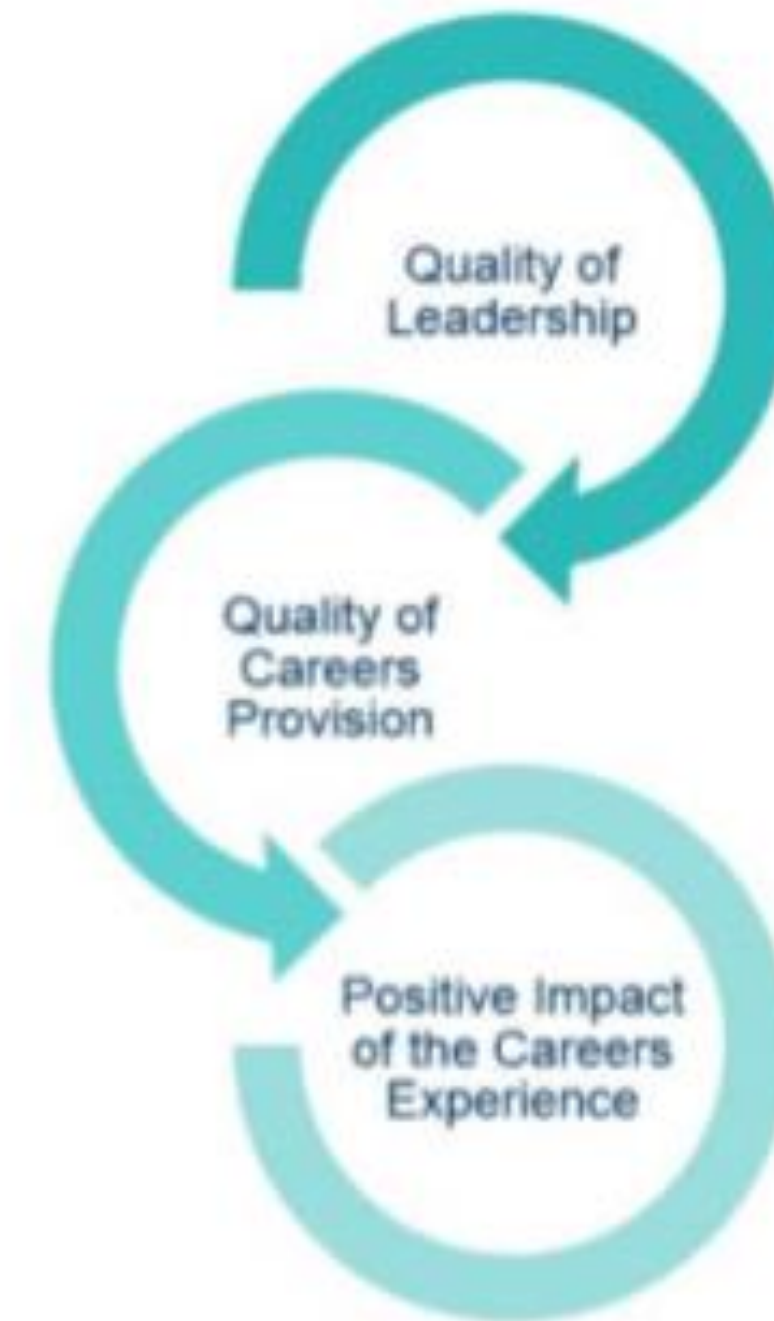 Quality of
Leadership
Quality of
Careers
Provision
Positive Impact
of the Careers
Experience